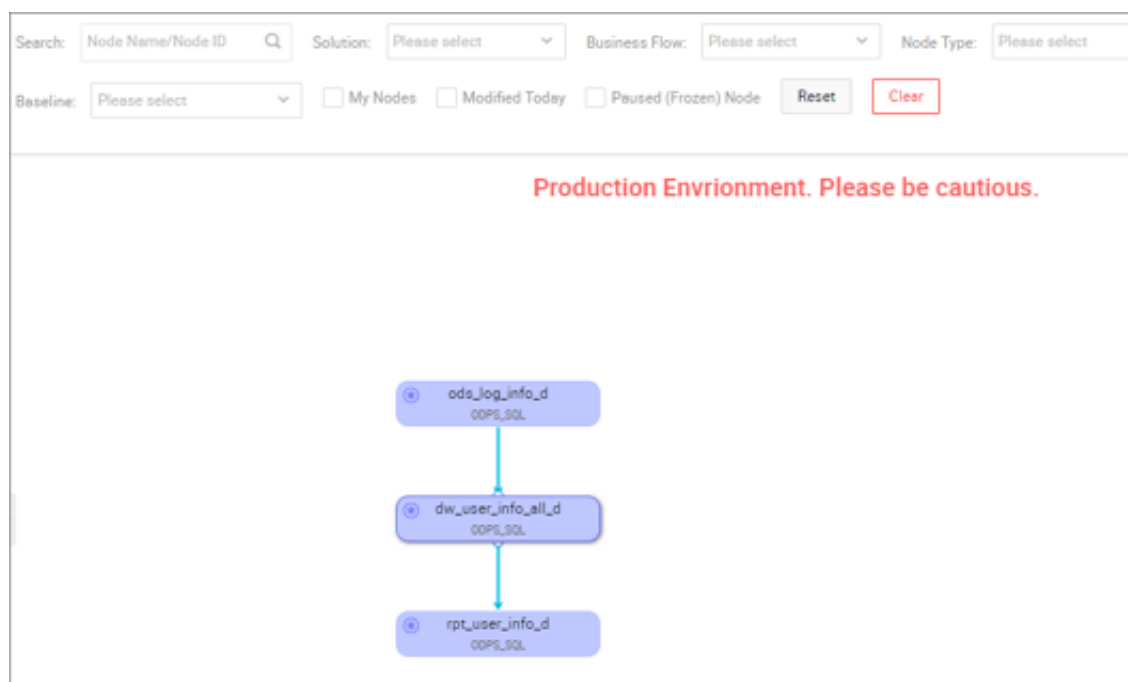 Search: Node Name/Node ID Solution: Please select Business Flow: Please select Node Type: Please select
Baseline: Please select My Nodes Modified Today Paused (Frozen) Node Reset Clear
Production Envrionment. Please be cautious.
ods_log_info_d
ODPS_SQL
dw_user_info_all_d
ODPS_SQL
rpt_user_info_d
ODPS_SQL